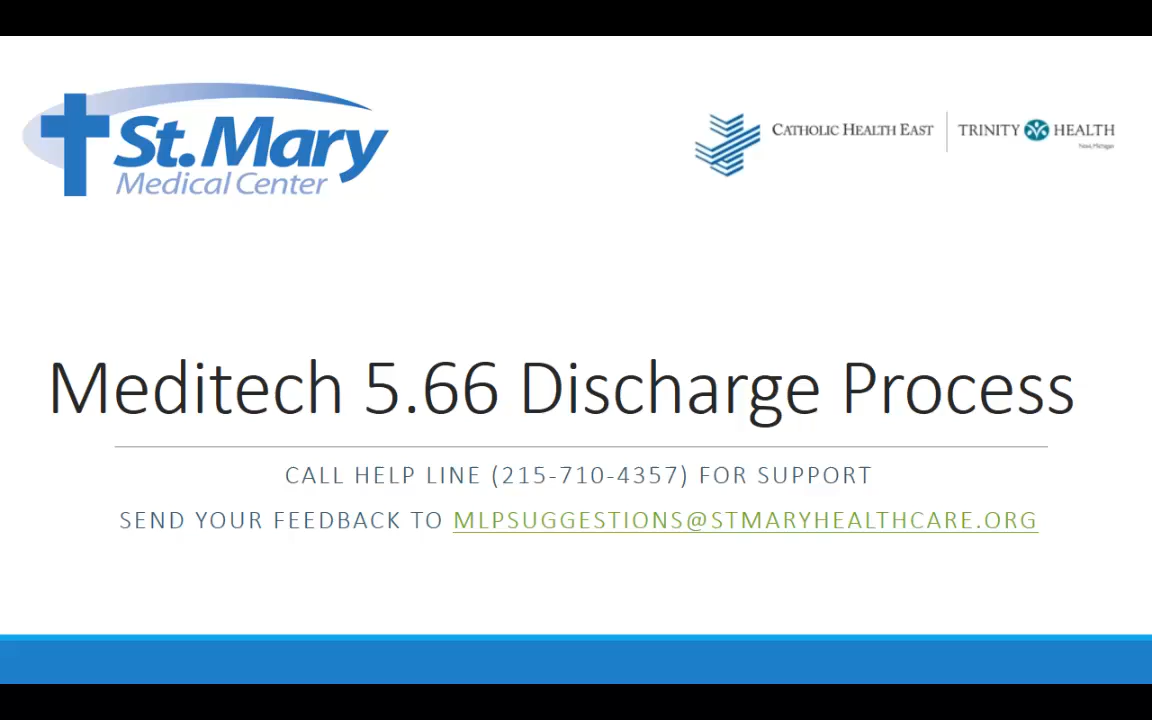 St. Mary
Medical Center
CATHOLIC HEALTH EAST
TRINITY HEALTH
Meditech 5.66 Discharge Process
CALL HELP LINE (215-710-4357) FOR SUPPORT
SEND YOUR FEEDBACK TO MLPSUGGESTIONS@STMARYHEALTHCARE.ORG